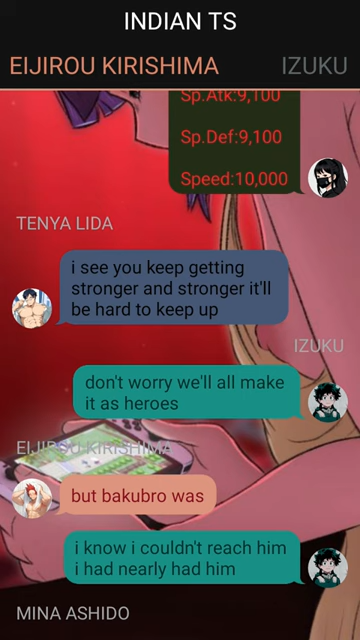 INDIAN TS
EIJIROU KIRISHIMA
IZUKU
Sp.Atk:9,100
Sp.Def:9,100
Speed:10,000
TENYA LIDA
i see you keep getting
stronger and stronger it'll
be hard to keep up
IZUKU
don't worry we'll all make
it as heroes
EIJIROU KIRISHIMA
but bakubro was
i know i couldn't reach him
i had nearly had him
MINA ASHIDO